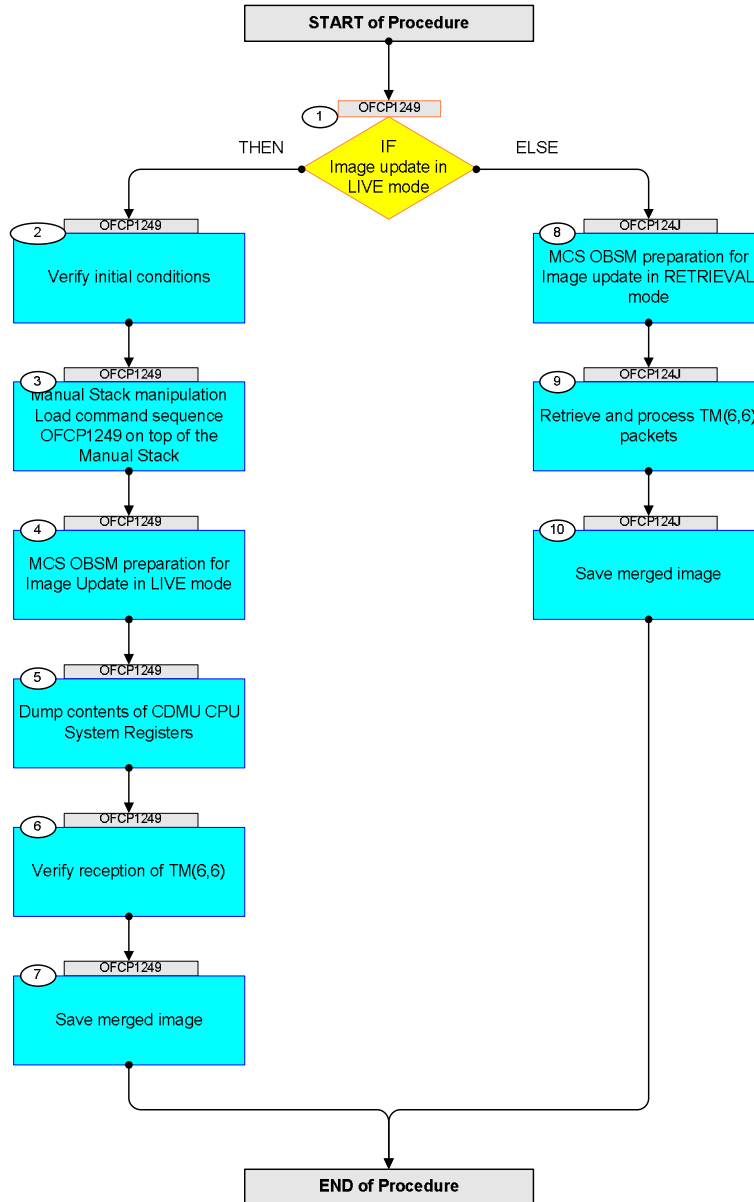 START of Procedure
OFCP1249
1
IF
Image update in
LIVE mode
THEN
ELSE
OFCP1249
2
Verify initial conditions
OFCP1249
3
Manual Stack manipulation
Load command sequence
OFCP1249 on top of the
Manual Stack
OFCP1249
4
MCS OBSM preparation for
Image Update in LIVE mode
OFCP1249
5
Dump contents of CDMU CPU
System Registers
OFCP1249
6
Verify reception of TM(6,6)
OFCP1249
7
Save merged image
OFCP124J
8
MCS OBSM preparation for
Image update in RETRIEVAL
mode
OFCP124J
9
Retrieve and process TM(6,6)
packets
OFCP124J
10
Save merged image
END of Procedure